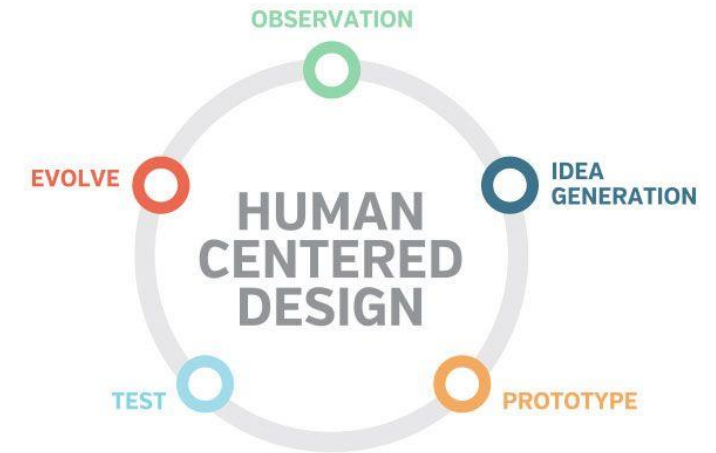 OBSERVATION
IDEA
GENERATION
PROTOTYPE
TEST
EVOLVE
HUMAN
CENTERED
DESIGN